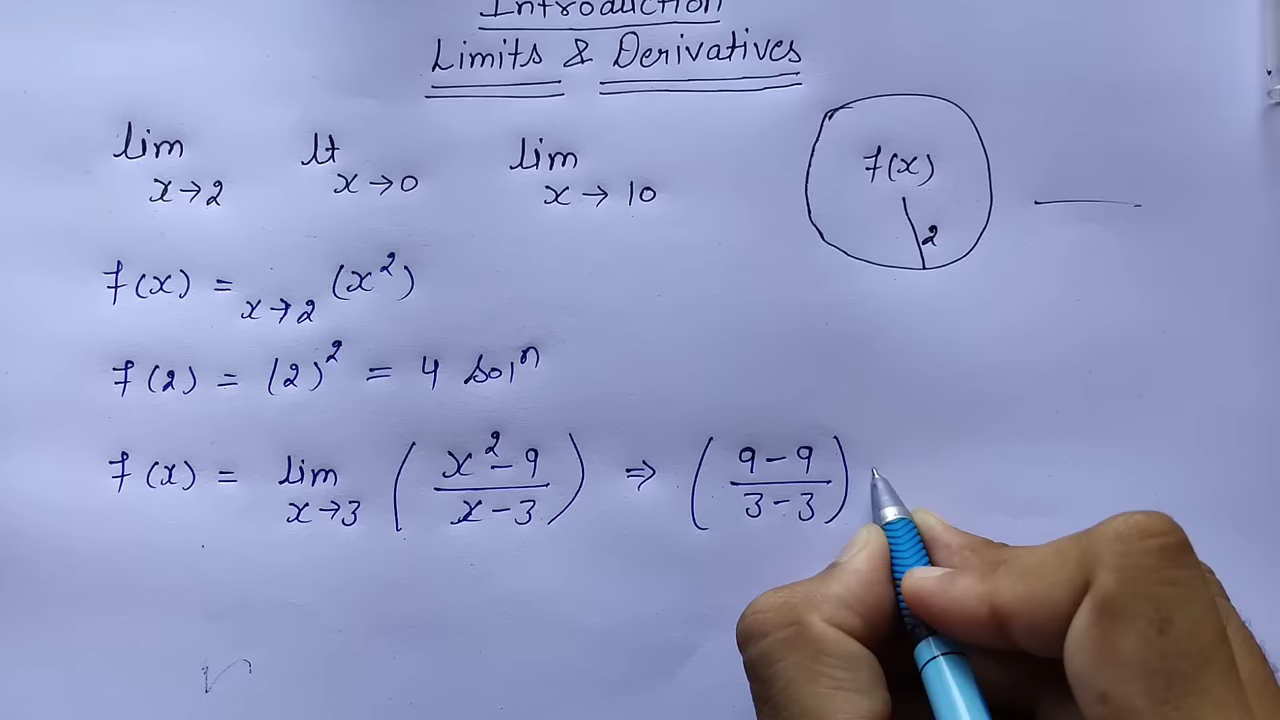 Introduction
Limits & Derivatives
lim x→2 lt x→0 lim x→10
f(x)
2
f(x) = x→2 (x²)
f(2) = (2)² = 4 solⁿ
f(x) = lim x→3 ( x²-9 / x-3 ) ⇒ ( 9-9 / 3-3 )